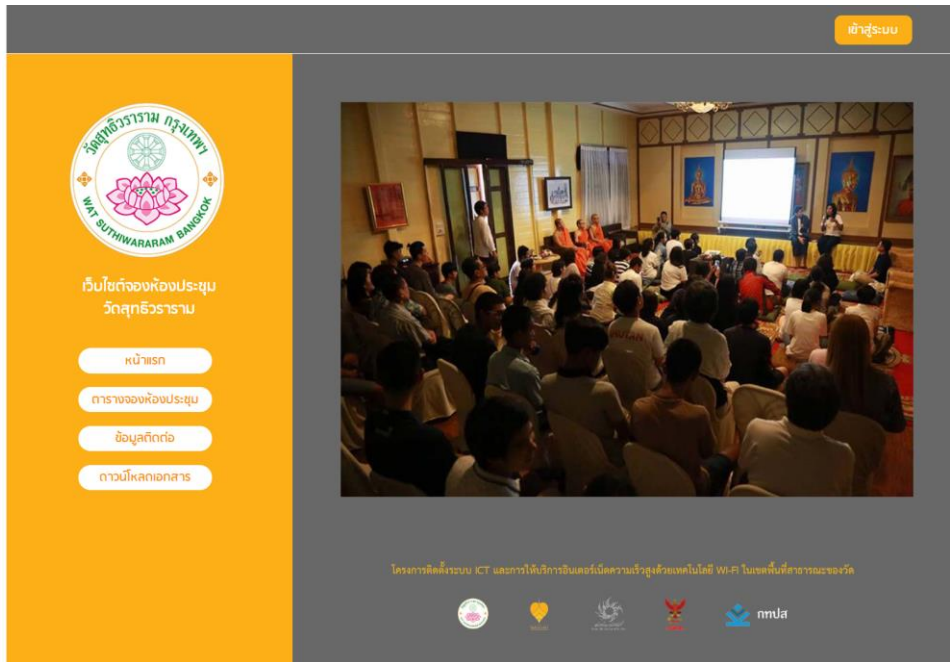 เข้าสู่ระบบ
วัดสุทธิวราราม กรุงเทพฯ
WAT SUTHIWARARAM BANGKOK
เว็บไซต์จองห้องประชุม
วัดสุทธิวราราม
หน้าแรก
ตารางจองห้องประชุม
ข้อมูลติดต่อ
ดาวน์โหลดเอกสาร
โครงการติดตั้งระบบ ICT และการให้บริการอินเตอร์เน็ตความเร็วสูงด้วยเทคโนโลยี WI-FI ในเขตพื้นที่สาธารณะของวัด
กทปส